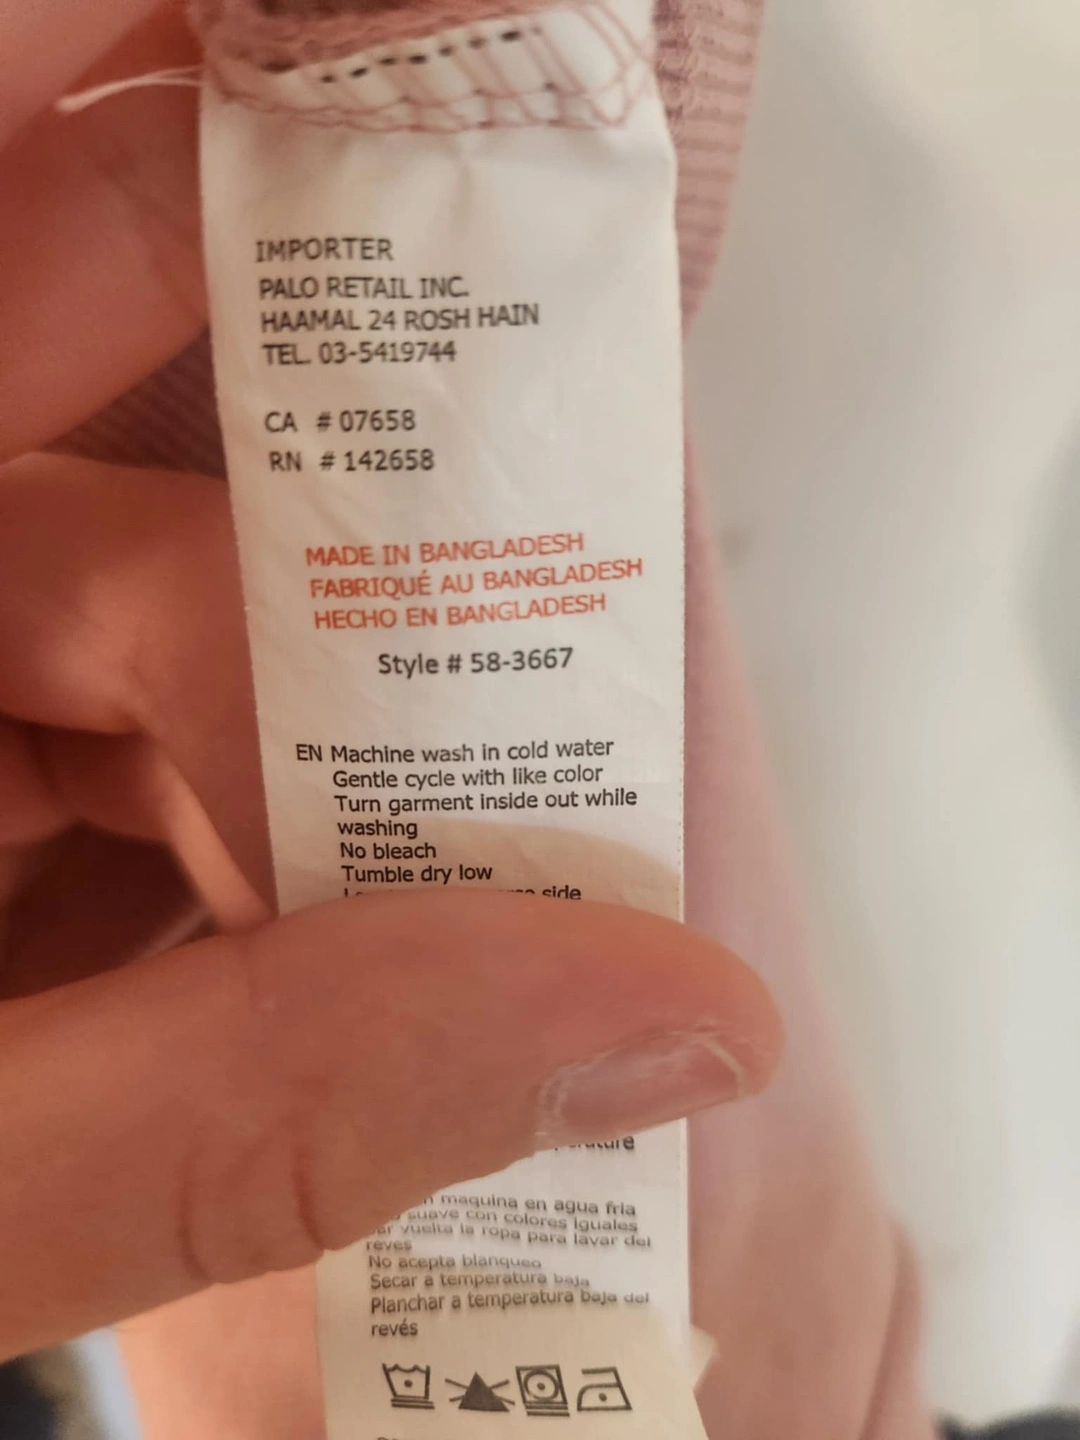 IMPORTER
PALO RETAIL INC.
HAAMAL 24 ROSH HAIN
TEL. 03-5419744
CA # 07658
RN # 142658
MADE IN BANGLADESH
FABRIQUÉ AU BANGLADESH
HECHO EN BANGLADESH
Style # 58-3667
EN Machine wash in cold water
Gentle cycle with like color
Turn garment inside out while
washing
No bleach
Tumble dry low
side
maquina en agua fria
suave con colores iguales
vuelta la ropa para lavar del
reves
No acepta blanqueo
Secar a temperatura baja
Planchar a temperatura baja del
revés